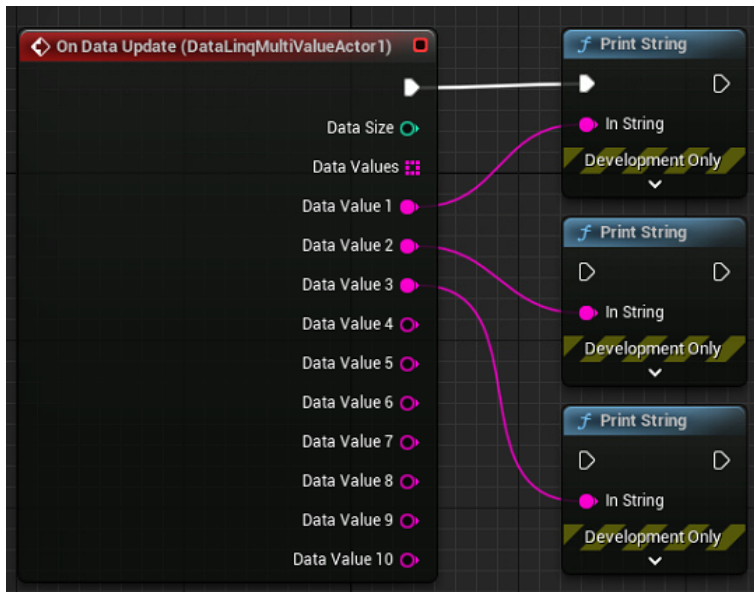 On Data Update (DataLinqMultiValueActor1)
Data Size
Data Values
Data Value 1
Data Value 2
Data Value 3
Data Value 4
Data Value 5
Data Value 6
Data Value 7
Data Value 8
Data Value 9
Data Value 10
f Print String
In String
Development Only
f Print String
In String
Development Only
f Print String
In String
Development Only